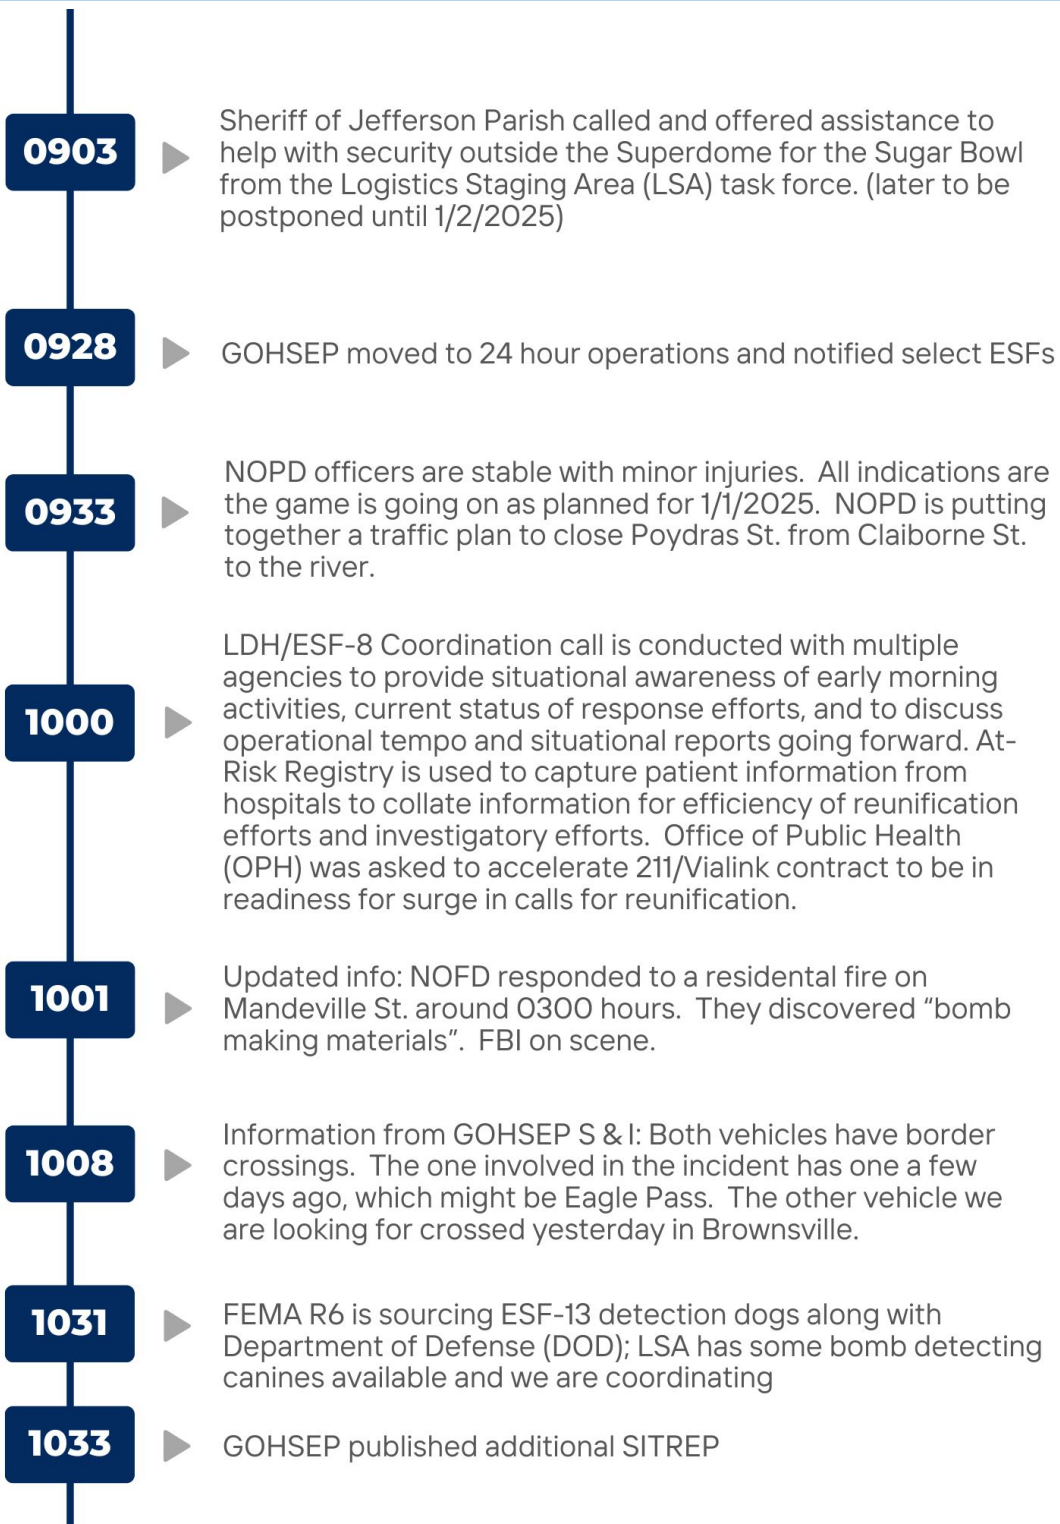 0903
Sheriff of Jefferson Parish called and offered assistance to
help with security outside the Superdome for the Sugar Bowl
from the Logistics Staging Area (LSA) task force. (later to be
postponed until 1/2/2025)
0928
GOHSEP moved to 24 hour operations and notified select ESFs
0933
NOPD officers are stable with minor injuries.  All indications are
the game is going on as planned for 1/1/2025.  NOPD is putting
together a traffic plan to close Poydras St. from Claiborne St.
to the river.
1000
LDH/ESF-8 Coordination call is conducted with multiple
agencies to provide situational awareness of early morning
activities, current status of response efforts, and to discuss
operational tempo and situational reports going forward. At-
Risk Registry is used to capture patient information from
hospitals to collate information for efficiency of reunification
efforts and investigatory efforts.  Office of Public Health
(OPH) was asked to accelerate 211/Vialink contract to be in
readiness for surge in calls for reunification.
1001
Updated info: NOFD responded to a residental fire on
Mandeville St. around 0300 hours.  They discovered “bomb
making materials”.  FBI on scene.
1008
Information from GOHSEP S & I: Both vehicles have border
crossings.  The one involved in the incident has one a few
days ago, which might be Eagle Pass.  The other vehicle we
are looking for crossed yesterday in Brownsville.
1031
FEMA R6 is sourcing ESF-13 detection dogs along with
Department of Defense (DOD); LSA has some bomb detecting
canines available and we are coordinating
1033
GOHSEP published additional SITREP